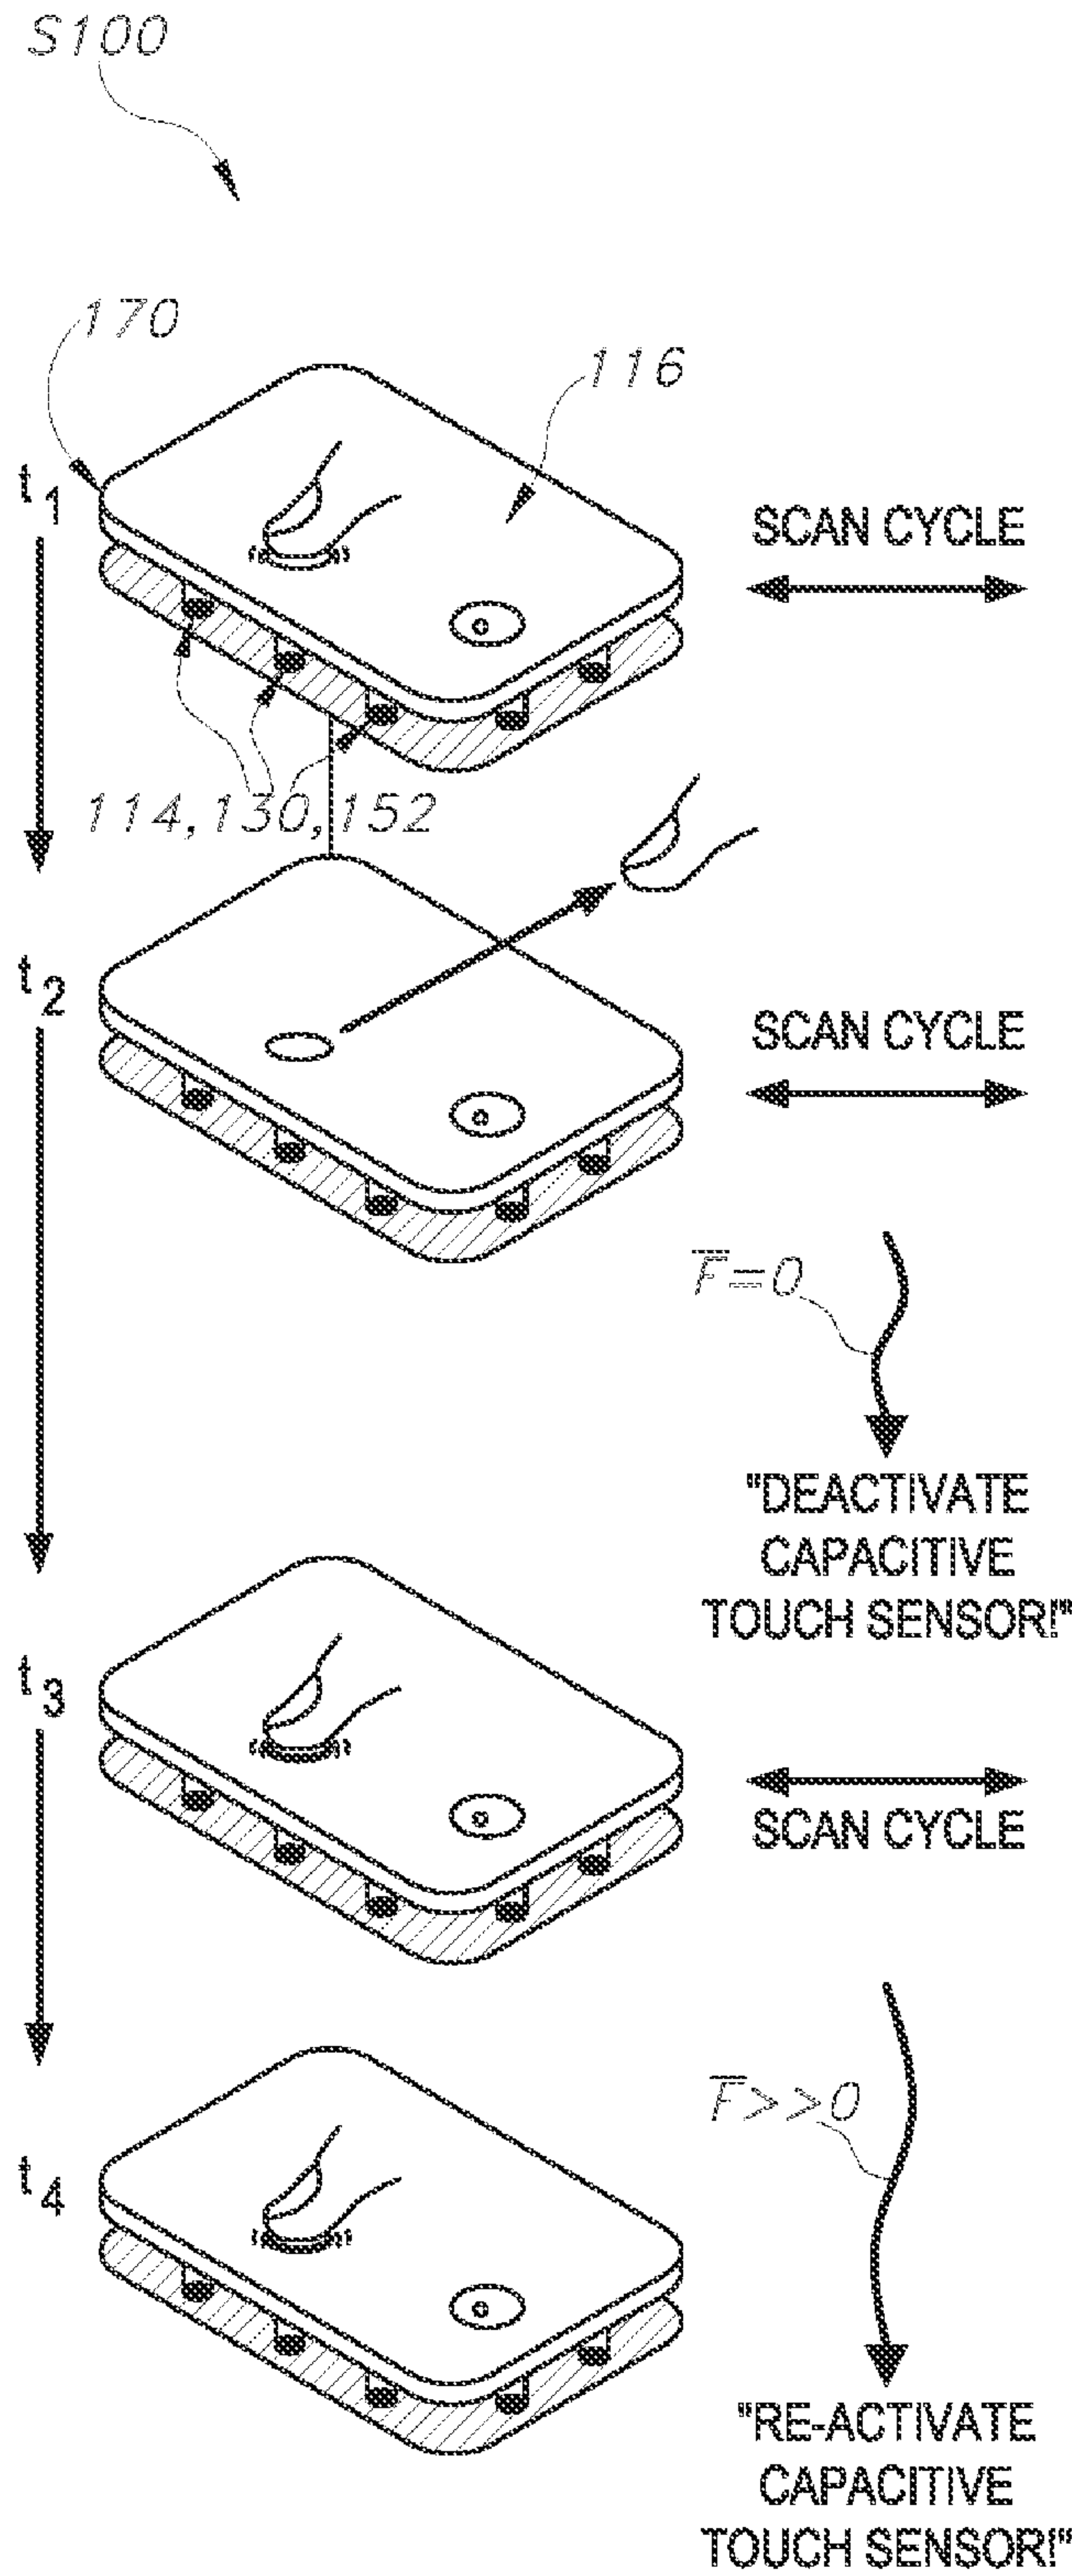 S100
170
116
t1
SCAN CYCLE
114, 130, 152
t2
SCAN CYCLE
F̅=0
"DEACTIVATE
CAPACITIVE
TOUCH SENSOR!"
t3
SCAN CYCLE
F̅>>0
t4
"RE-ACTIVATE
CAPACITIVE
TOUCH SENSOR!"